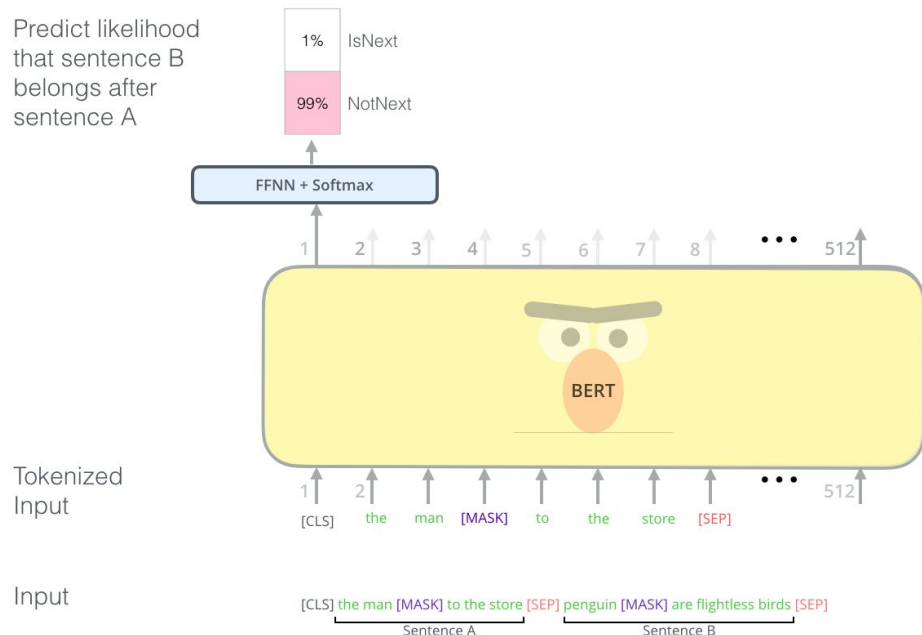 Predict likelihood
that sentence B
belongs after
sentence A
1% IsNext
99% NotNext
FFNN + Softmax
1 2 3 4 5 6 7 8 ••• 512
BERT
Tokenized
Input
1 2 ••• 512
[CLS] the man [MASK] to the store [SEP]
Input
[CLS] the man [MASK] to the store [SEP] penguin [MASK] are flightless birds [SEP]
Sentence A Sentence B